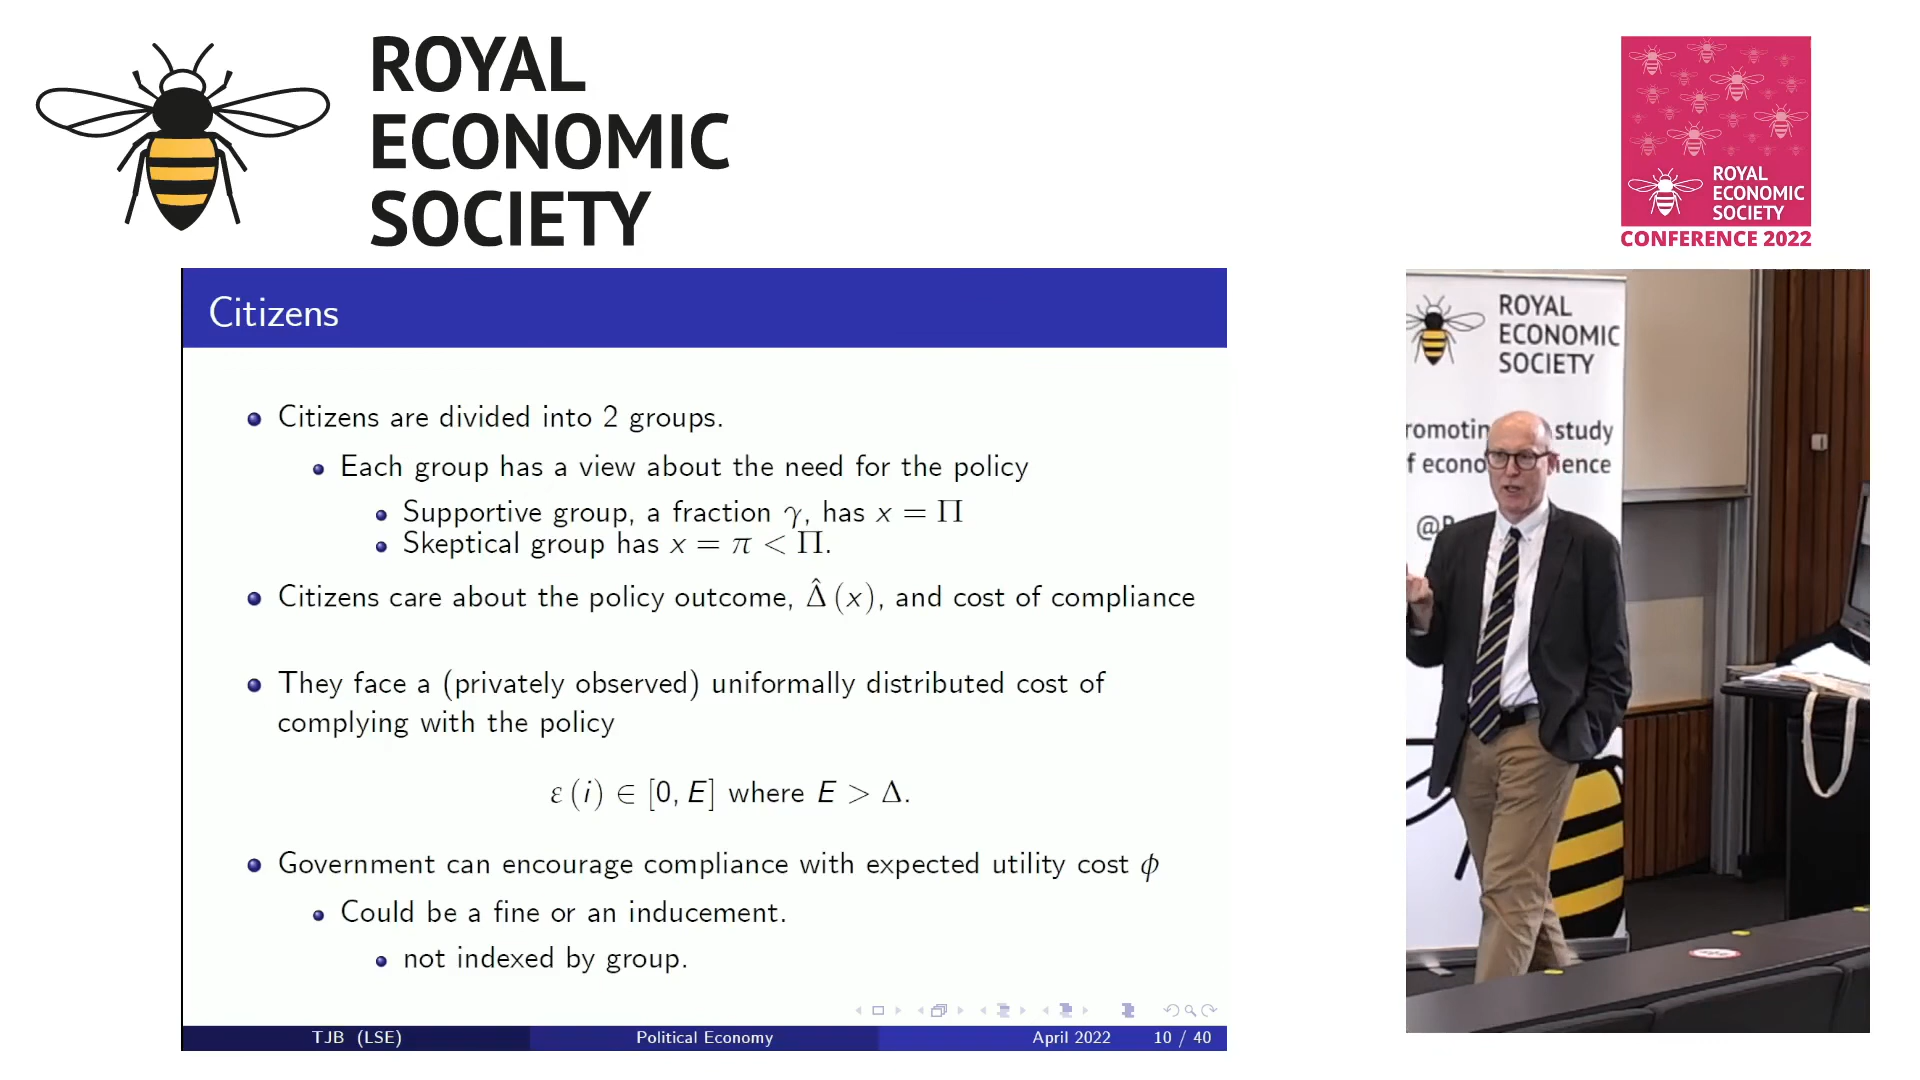 ROYAL
ECONOMIC
SOCIETY
ROYAL
ECONOMIC
SOCIETY
CONFERENCE 2022
Citizens
Citizens are divided into 2 groups.
Each group has a view about the need for the policy
Supportive group, a fraction γ, has x = Π
Skeptical group has x = π < Π.
Citizens care about the policy outcome, Δ̂ (x), and cost of compliance
They face a (privately observed) uniformally distributed cost of
complying with the policy
ε (i) ∈ [0, E] where E > Δ.
Government can encourage compliance with expected utility cost ϕ
Could be a fine or an inducement.
not indexed by group.
TJB (LSE) Political Economy April 2022 10 / 40
ROYAL
ECONOMIC
SOCIETY
study